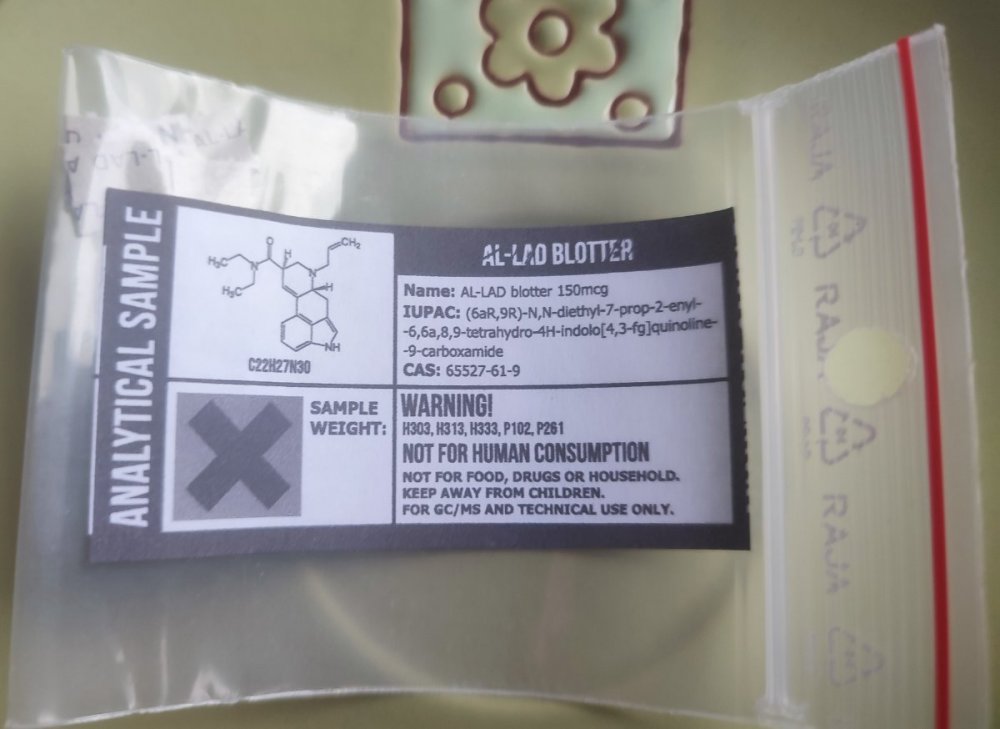 ANALYTICAL SAMPLE
O
H
CH₂
H₃C
N
N
H₃C
H
NH
C22H27N3O
AL-LAD BLOTTER
Name: AL-LAD blotter 150mcg
IUPAC: (6aR,9R)-N,N-diethyl-7-prop-2-enyl-
-6,6a,8,9-tetrahydro-4H-indolo[4,3-fg]quinoline-
-9-carboxamide
CAS: 65527-61-9
SAMPLE
WEIGHT:
WARNING!
H303, H313, H333, P102, P261
NOT FOR HUMAN CONSUMPTION
NOT FOR FOOD, DRUGS OR HOUSEHOLD.
KEEP AWAY FROM CHILDREN.
FOR GC/MS AND TECHNICAL USE ONLY.
RAJA
RAJA
RAJA